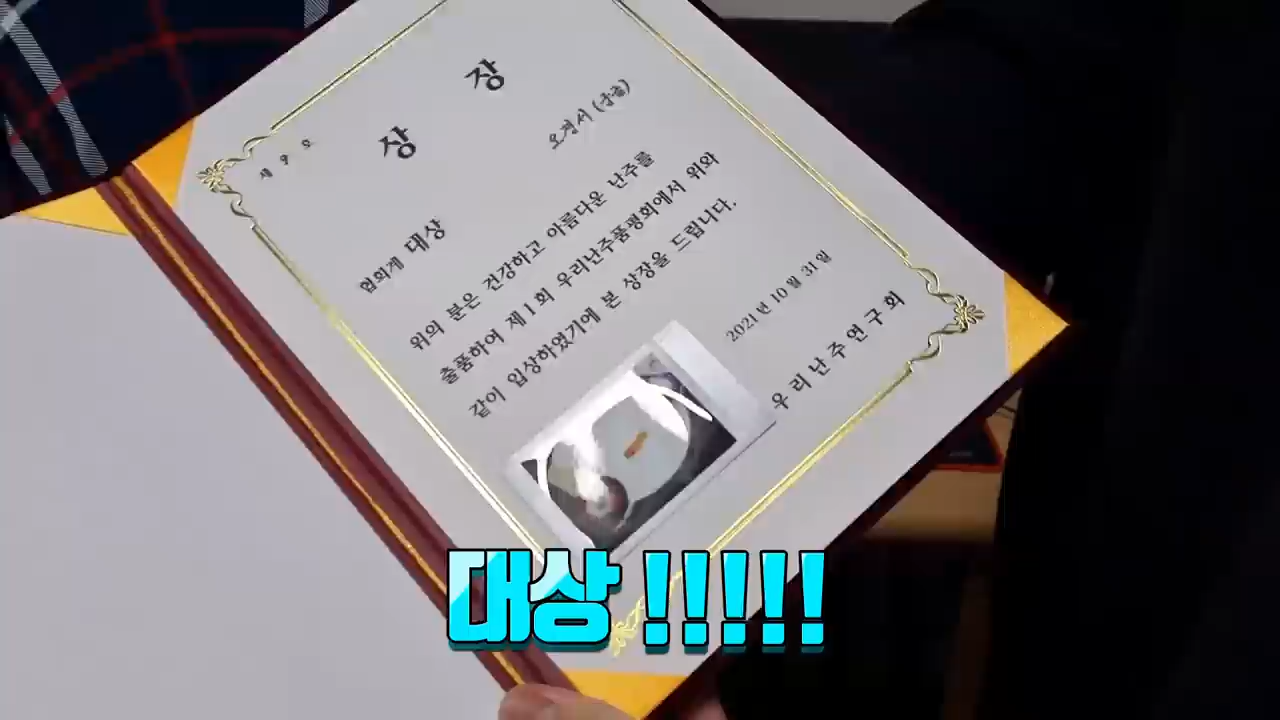 제 9 호
상 장
협회계 대상
오경서
위의 분은 건강하고 아름다운 난주를
출품하여 제1회 우리난주품평회에서 위와
같이 입상하였기에 본 상장을 드립니다.
2021년 10월 31일
우리난주연구회
대상 !!!!!